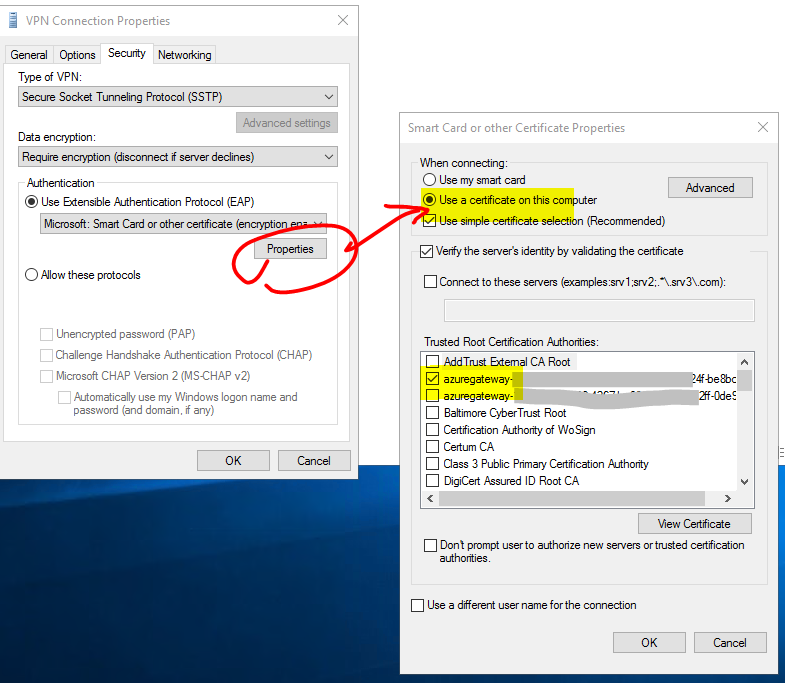 VPN Connection Properties
General
Options
Security
Networking
Type of VPN:
Secure Socket Tunneling Protocol (SSTP)
Advanced settings
Data encryption:
Require encryption (disconnect if server declines)
Authentication
Use Extensible Authentication Protocol (EAP)
Microsoft: Smart Card or other certificate (encryption ena
Properties
Allow these protocols
Unencrypted password (PAP)
Challenge Handshake Authentication Protocol (CHAP)
Microsoft CHAP Version 2 (MS-CHAP v2)
Automatically use my Windows logon name and
password (and domain, if any)
OK
Cancel
Smart Card or other Certificate Properties
When connecting:
Use my smart card
Advanced
Use a certificate on this computer
Use simple certificate selection (Recommended)
Verify the server's identity by validating the certificate
Connect to these servers (examples:srv1;srv2;.*\.srv3\.com):
Trusted Root Certification Authorities:
AddTrust External CA Root
azuregateway- 24f-be8bc
azuregateway- 2ff-0de9
Baltimore CyberTrust Root
Certification Authority of WoSign
Certum CA
Class 3 Public Primary Certification Authority
DigiCert Assured ID Root CA
View Certificate
Don't prompt user to authorize new servers or trusted certification
authorities.
Use a different user name for the connection
OK
Cancel